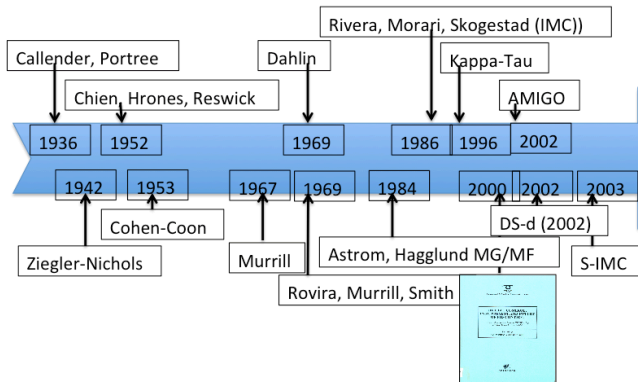 Rivera, Morari, Skogestad (IMC))
Callender, Portree
Dahlin
Kappa-Tau
Chien, Hrones, Reswick
AMIGO
1936
1952
1969
1986
1996
2002
1942
1953
1967
1969
1984
2000
2002
2003
Cohen-Coon
DS-d (2002)
Ziegler-Nichols
Murrill
Astrom, Hagglund MG/MF
S-IMC
Rovira, Murrill, Smith